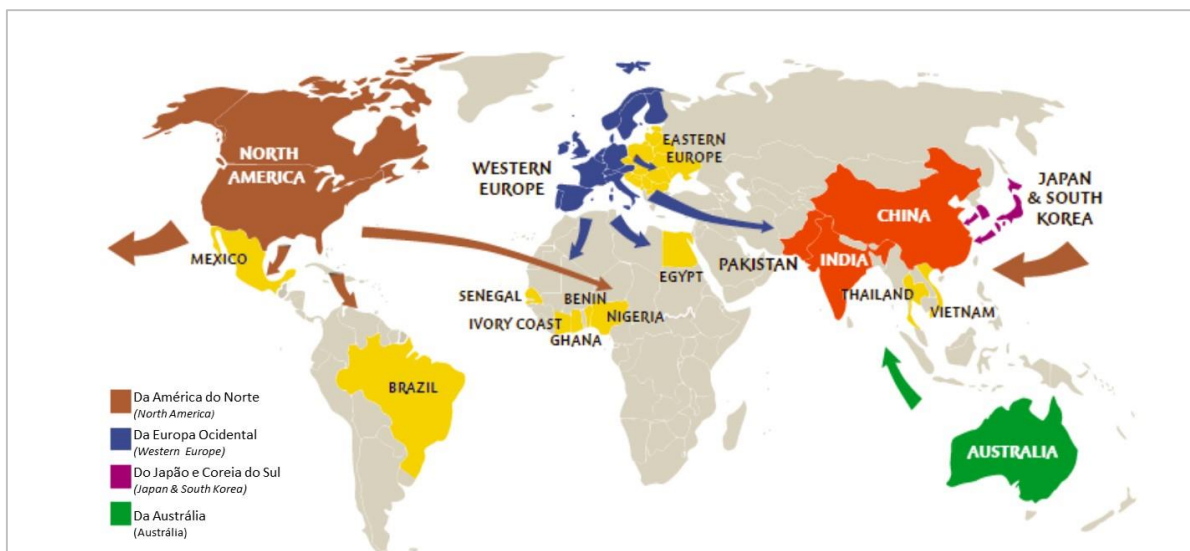 NORTH
AMERICA
MEXICO
BRAZIL
WESTERN
EUROPE
EASTERN
EUROPE
SENEGAL
BENIN
IVORY COAST
NIGERIA
GHANA
EGYPT
PAKISTAN
INDIA
CHINA
JAPAN
& SOUTH
KOREA
THAILAND
VIETNAM
AUSTRALIA
Da América do Norte
(North America)
Da Europa Ocidental
(Western Europe)
Do Japão e Coreia do Sul
(Japan & South Korea)
Da Austrália
(Austrália)